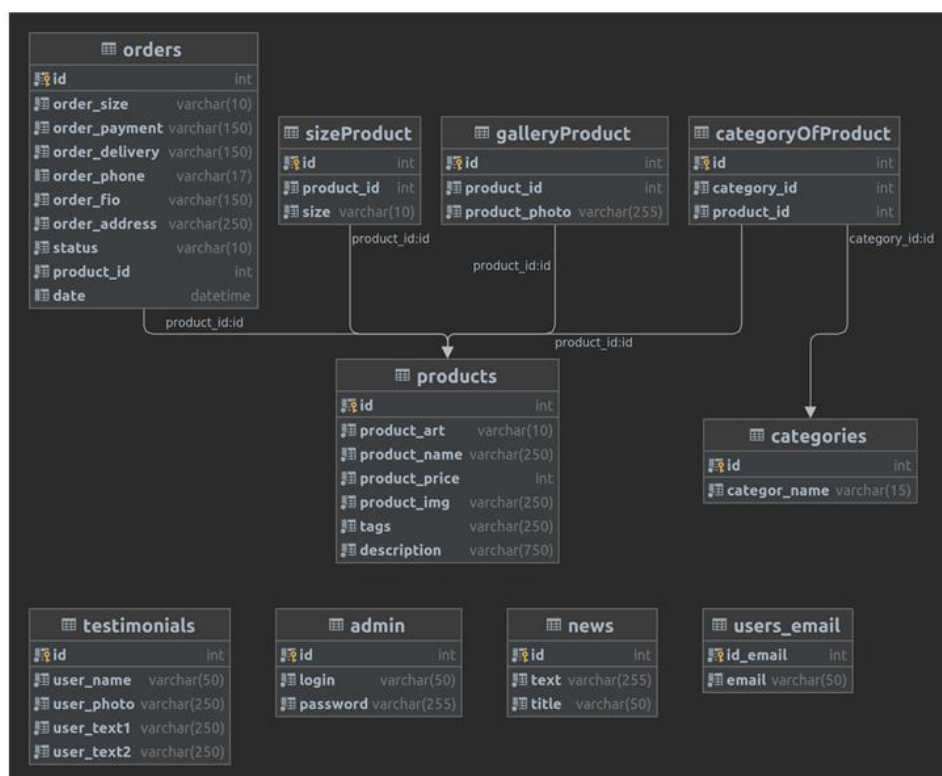 orders
id int
order_size varchar(10)
order_payment varchar(150)
order_delivery varchar(150)
order_phone varchar(17)
order_fio varchar(150)
order_address varchar(250)
status varchar(10)
product_id int
date datetime
sizeProduct
id int
product_id int
size varchar(10)
galleryProduct
id int
product_id int
product_photo varchar(255)
categoryOfProduct
id int
category_id int
product_id int
product_id:id
category_id:id
product_id:id
product_id:id
product_id:id
products
id int
product_art varchar(10)
product_name varchar(250)
product_price int
product_img varchar(250)
tags varchar(250)
description varchar(750)
categories
id int
categor_name varchar(15)
testimonials
id int
user_name varchar(50)
user_photo varchar(250)
user_text1 varchar(250)
user_text2 varchar(250)
admin
id int
login varchar(50)
password varchar(255)
news
id int
text varchar(255)
title varchar(50)
users_email
id_email int
email varchar(50)